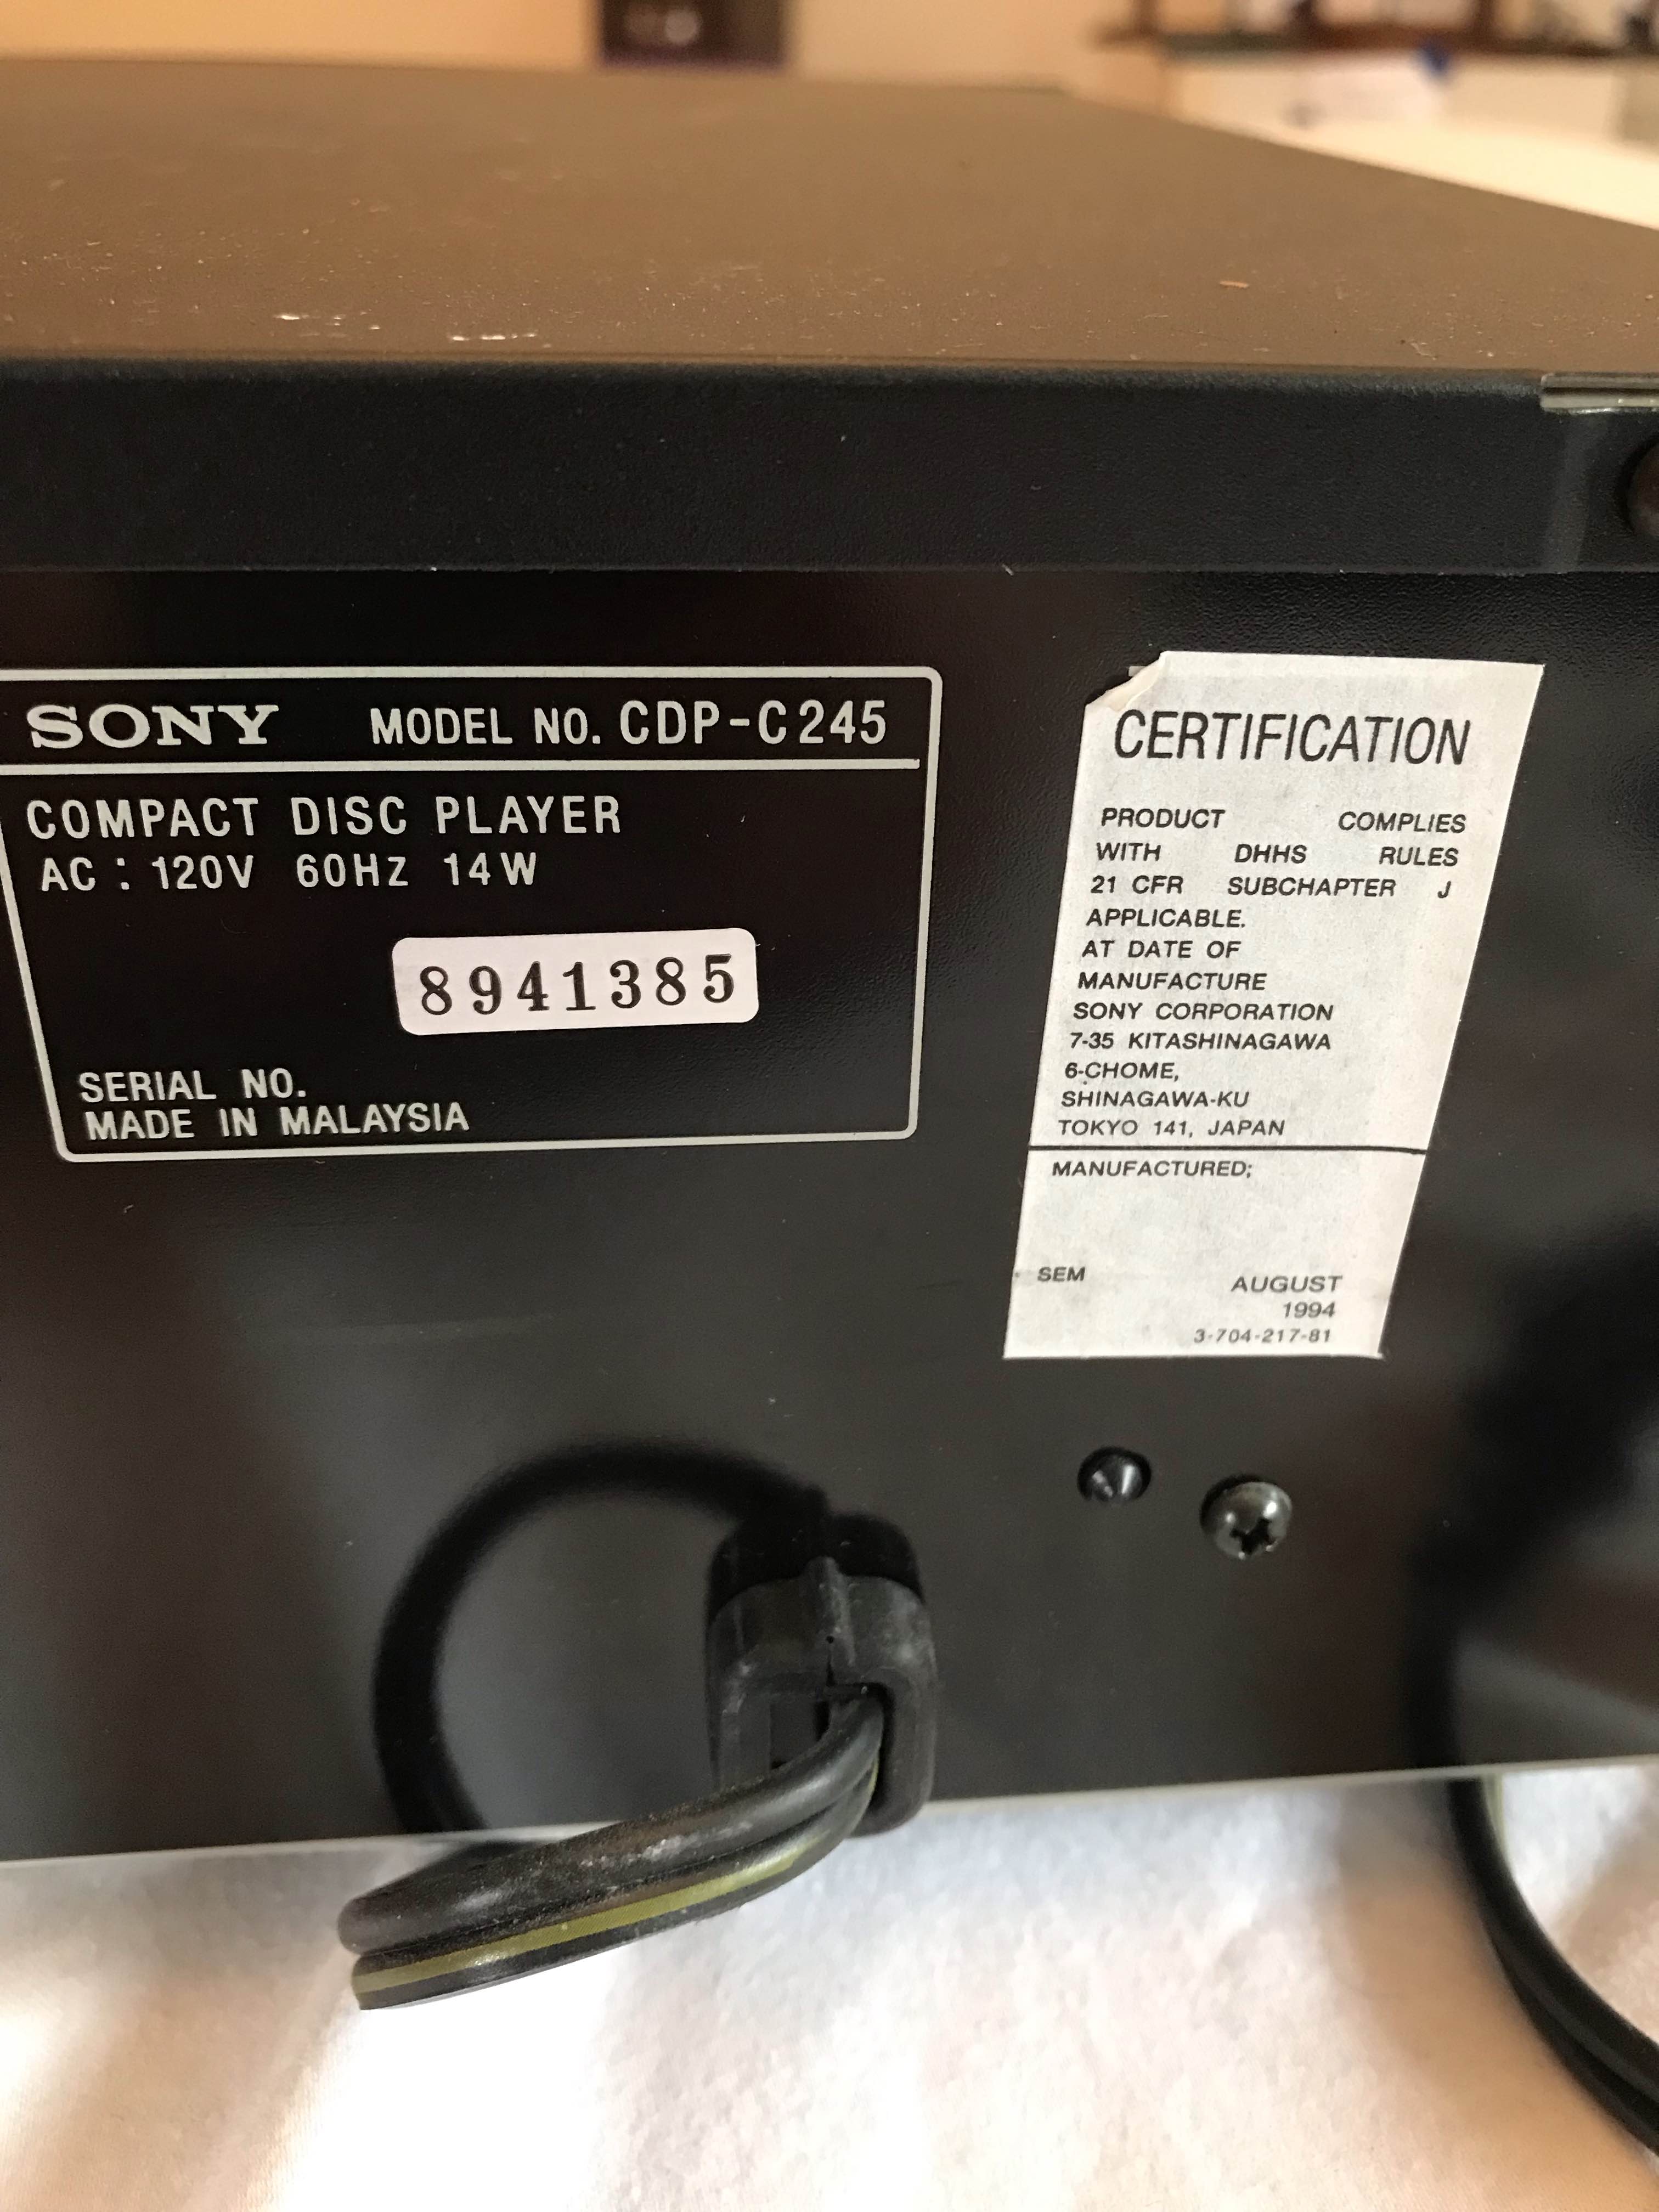 SONY MODEL NO. CDP-C245
COMPACT DISC PLAYER
AC : 120V 60HZ 14W
8941385
SERIAL NO.
MADE IN MALAYSIA
CERTIFICATION
PRODUCT COMPLIES
WITH DHHS RULES
21 CFR SUBCHAPTER J
APPLICABLE.
AT DATE OF
MANUFACTURE
SONY CORPORATION
7-35 KITASHINAGAWA
6-CHOME,
SHINAGAWA-KU
TOKYO 141, JAPAN
MANUFACTURED;
SEM AUGUST
1994
3-704-217-81